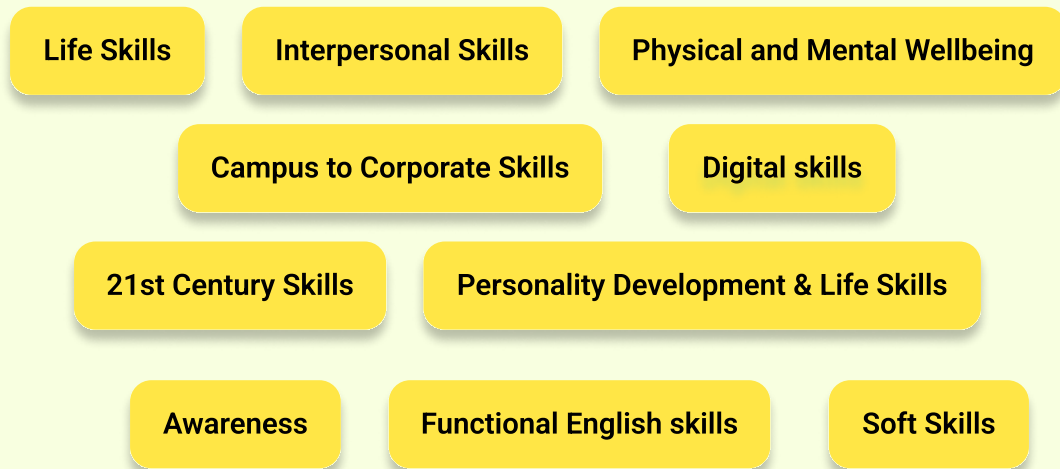 Life Skills
Interpersonal Skills
Physical and Mental Wellbeing
Campus to Corporate Skills
Digital skills
21st Century Skills
Personality Development & Life Skills
Awareness
Functional English skills
Soft Skills